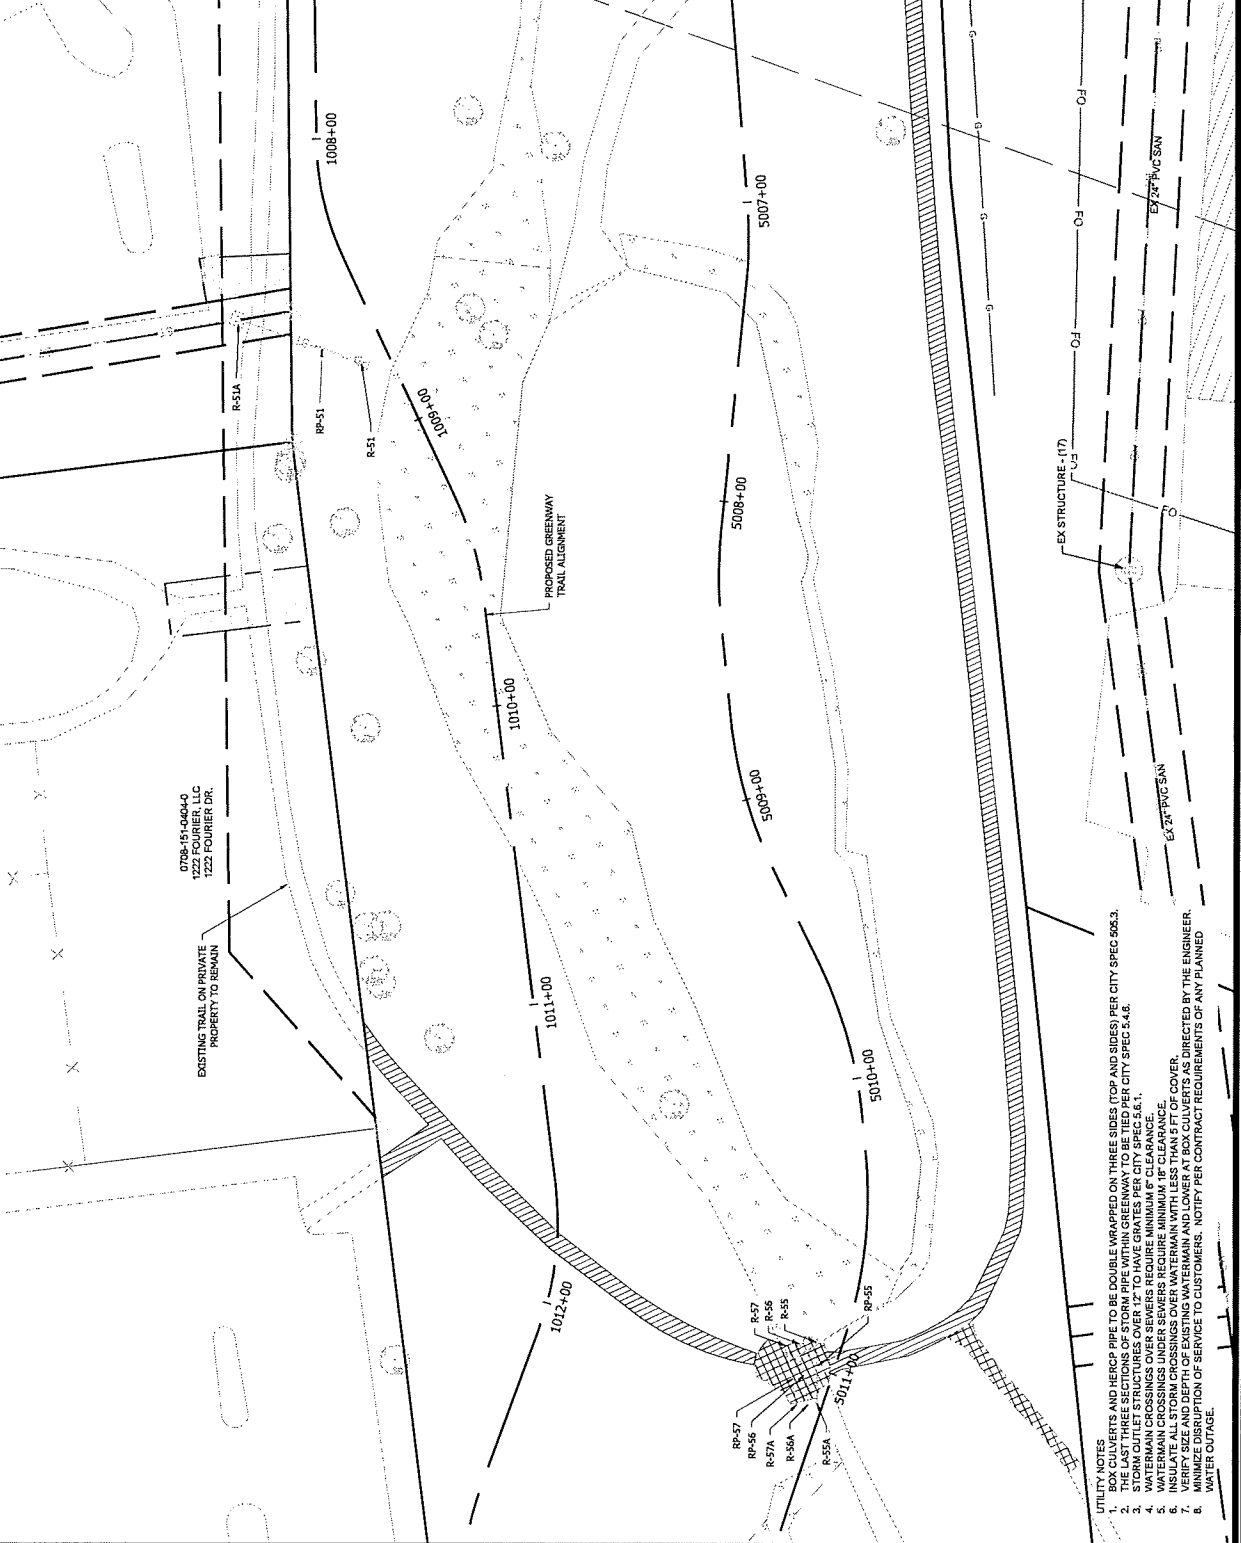 1008+00
5007+00
G
G
G
G
FO
FO
FO
FO
EX 24" PVC SAN
R-51A
RP-51
R-51
1009+00
5008+00
EX STRUCTURE - (17)
PROPOSED GREENWAY
TRAIL ALIGNMENT
1010+00
5009+00
EX 24" PVC SAN
0708-151-0404-0
1222 FOURIER, LLC
1222 FOURIER DR.
EXISTING TRAIL ON PRIVATE
PROPERTY TO REMAIN
1011+00
5010+00
1012+00
R-57
R-56
R-55
RP-55
5011+00
RP-57
RP-56
R-57A
R-56A
R-55A
UTILITY NOTES
1. BOX CULVERTS AND HERCP PIPE TO BE DOUBLE WRAPPED ON THREE SIDES (TOP AND SIDES) PER CITY SPEC 505.3.
2. THE LAST THREE SECTIONS OF STORM PIPE WITHIN GREENWAY TO BE TIED PER CITY SPEC 5.4.6.
3. STORM OUTLET STRUCTURES OVER 12" TO HAVE GRATES PER CITY SPEC 5.6.1.
4. WATERMAIN CROSSINGS OVER SEWERS REQUIRE MINIMUM 6" CLEARANCE.
5. WATERMAIN CROSSINGS UNDER SEWERS REQUIRE MINIMUM 18" CLEARANCE.
6. INSULATE ALL STORM CROSSINGS OVER WATERMAIN WITH LESS THAN 5 FT OF COVER.
7. VERIFY SIZE AND DEPTH OF EXISTING WATERMAIN AND LOWER AT BOX CULVERTS AS DIRECTED BY THE ENGINEER.
8. MINIMIZE DISRUPTION OF SERVICE TO CUSTOMERS. NOTIFY PER CONTRACT REQUIREMENTS OF ANY PLANNED
WATER OUTAGE.